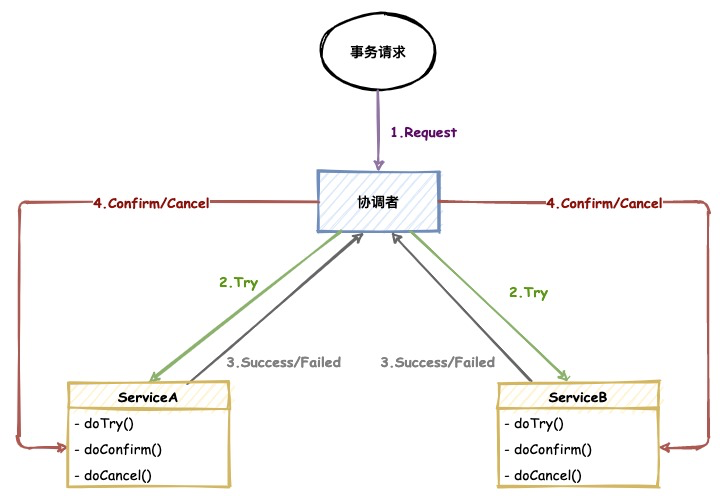 事务请求
1.Request
协调者
4.Confirm/Cancel
4.Confirm/Cancel
2.Try
2.Try
3.Success/Failed
3.Success/Failed
ServiceA
- doTry()
- doConfirm()
- doCancel()
ServiceB
- doTry()
- doConfirm()
- doCancel()